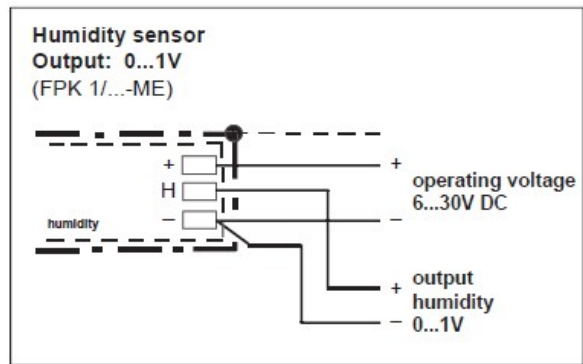 Humidity sensor
Output: 0...1V
(FPK 1/...-ME)
+
H
−
humidity
+
operating voltage
6...30V DC
−
+ output
humidity
− 0...1V